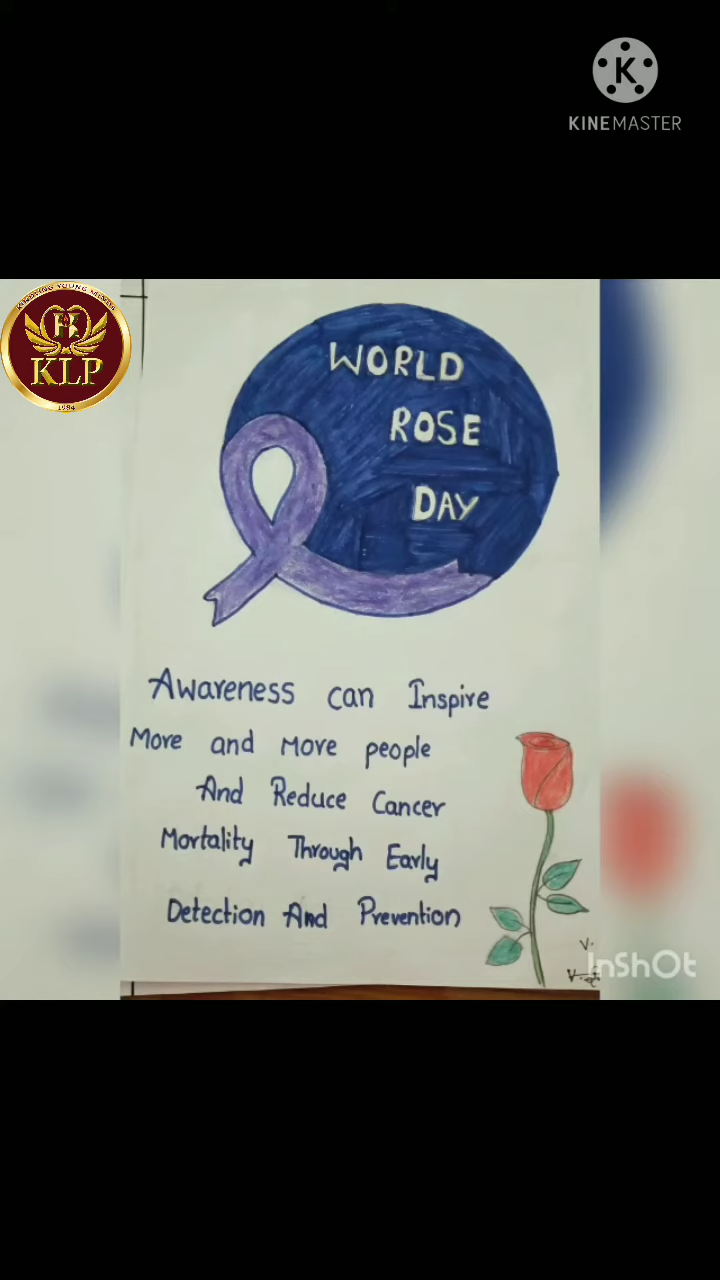 KINEMASTER
KLP
1984
WORLD
ROSE
DAY
Awareness can Inspire
More and More people
And Reduce Cancer
Mortality Through Early
Detection And Prevention
V.
InShOt